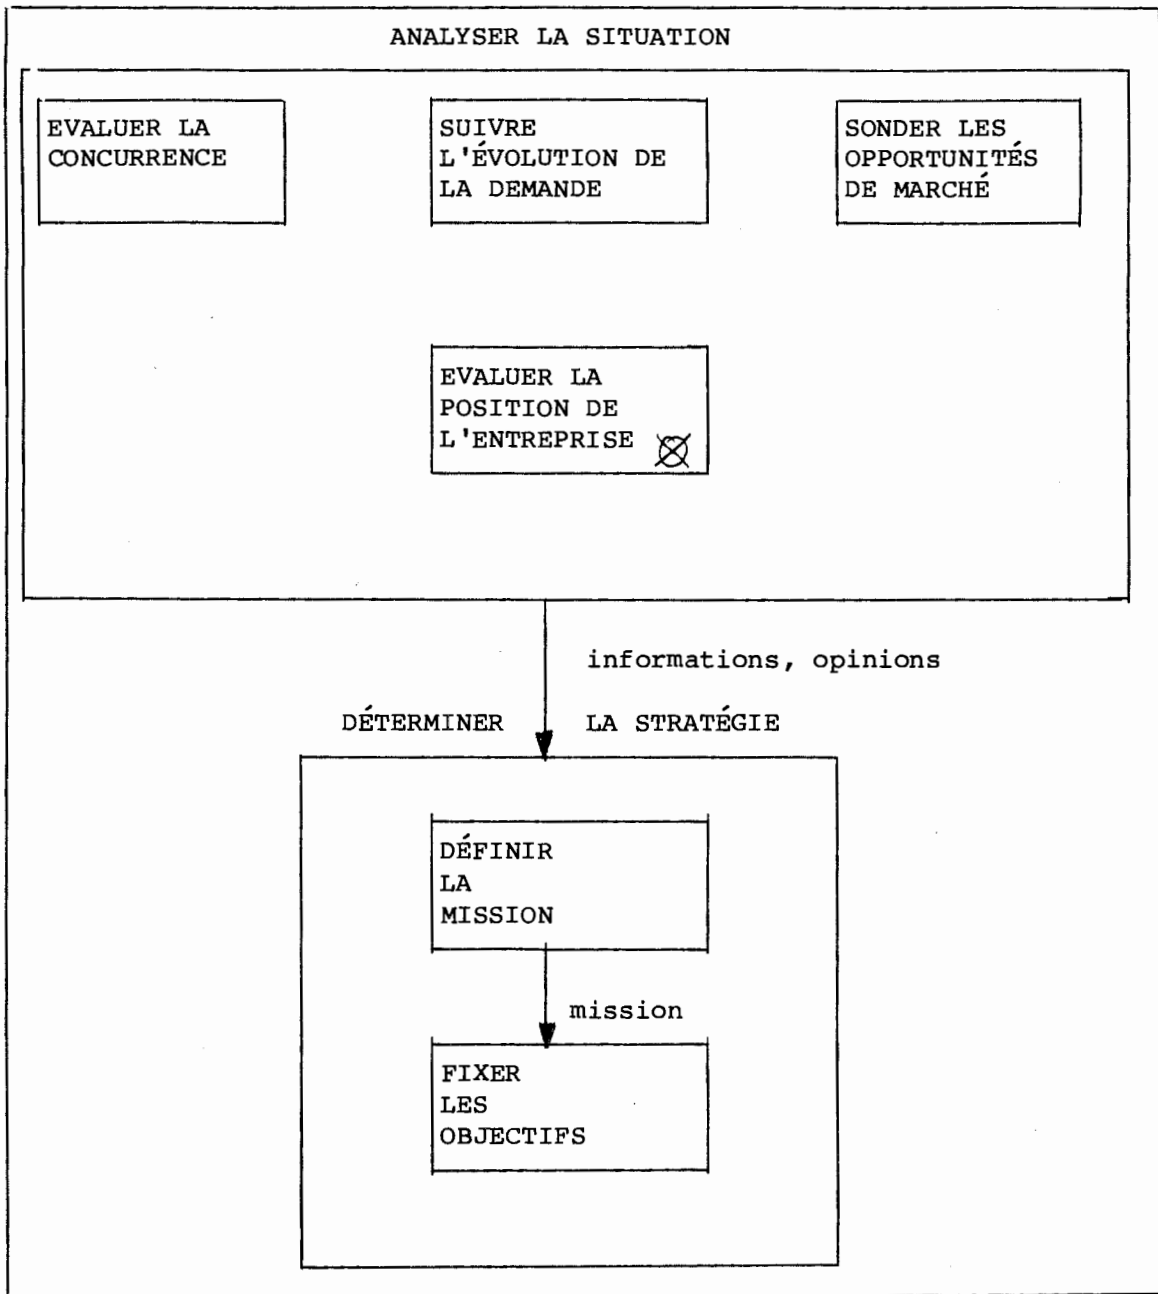 ANALYSER LA SITUATION
EVALUER LA
CONCURRENCE
SUIVRE
L'ÉVOLUTION DE
LA DEMANDE
SONDER LES
OPPORTUNITÉS
DE MARCHÉ
EVALUER LA
POSITION DE
L'ENTREPRISE
informations, opinions
DÉTERMINER LA STRATÉGIE
DÉFINIR
LA
MISSION
mission
FIXER
LES
OBJECTIFS